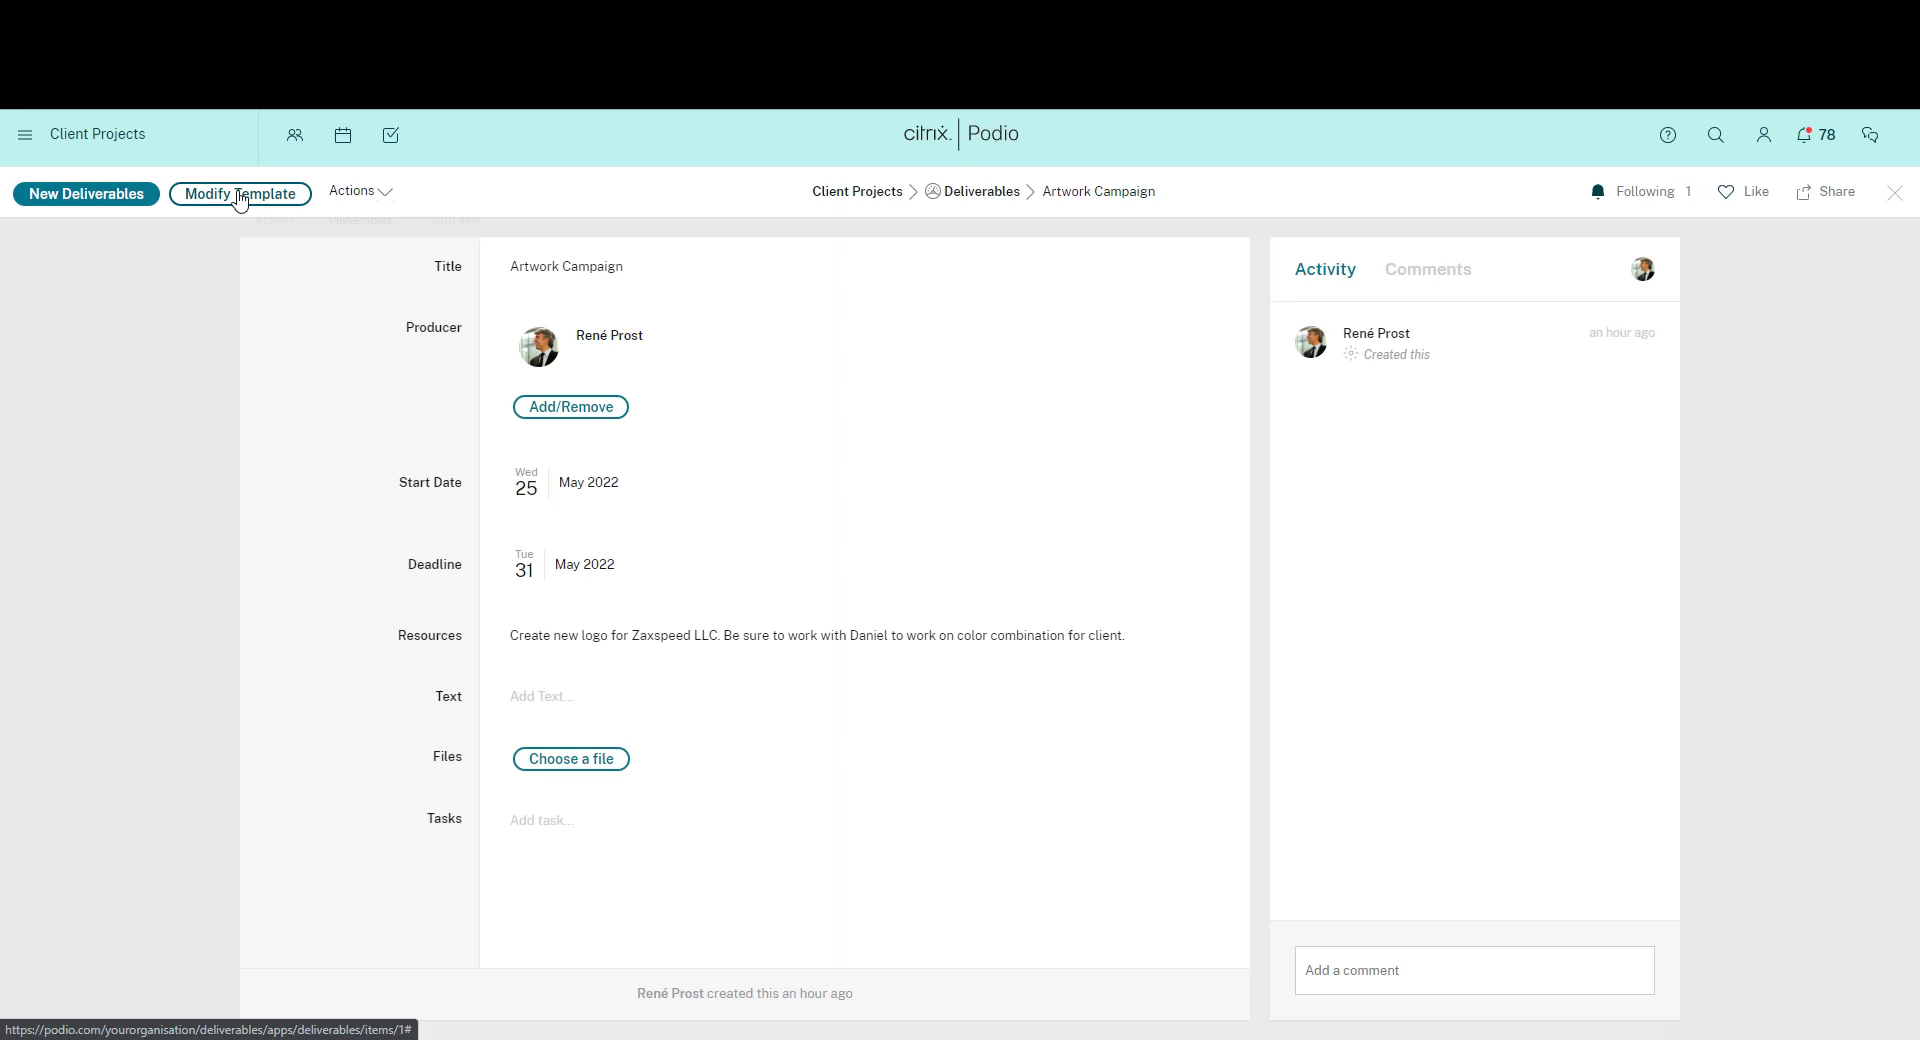 Client Projects
citrix. | Podio
78
New Deliverables
Modify Template
Actions
Client Projects > Deliverables > Artwork Campaign
Following 1
Like
Share
Activity Deliverables Add App
Title
Artwork Campaign
Producer
René Prost
Add/Remove
Start Date
Wed
25
May 2022
Deadline
Tue
31
May 2022
Resources
Create new logo for Zaxspeed LLC. Be sure to work with Daniel to work on color combination for client.
Text
Add Text...
Files
Choose a file
Tasks
Add task...
René Prost created this an hour ago
Activity
Comments
René Prost
an hour ago
Created this
Add a comment
https://podio.com/yourorganisation/deliverables/apps/deliverables/items/1#